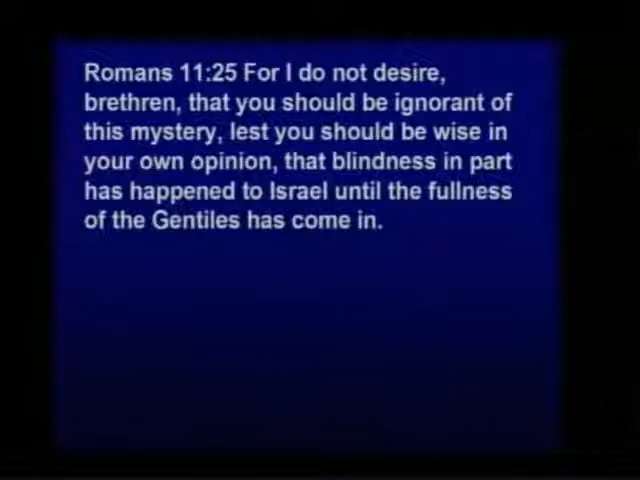 Romans 11:25 For I do not desire,
brethren, that you should be ignorant of
this mystery, lest you should be wise in
your own opinion, that blindness in part
has happened to Israel until the fullness
of the Gentiles has come in.